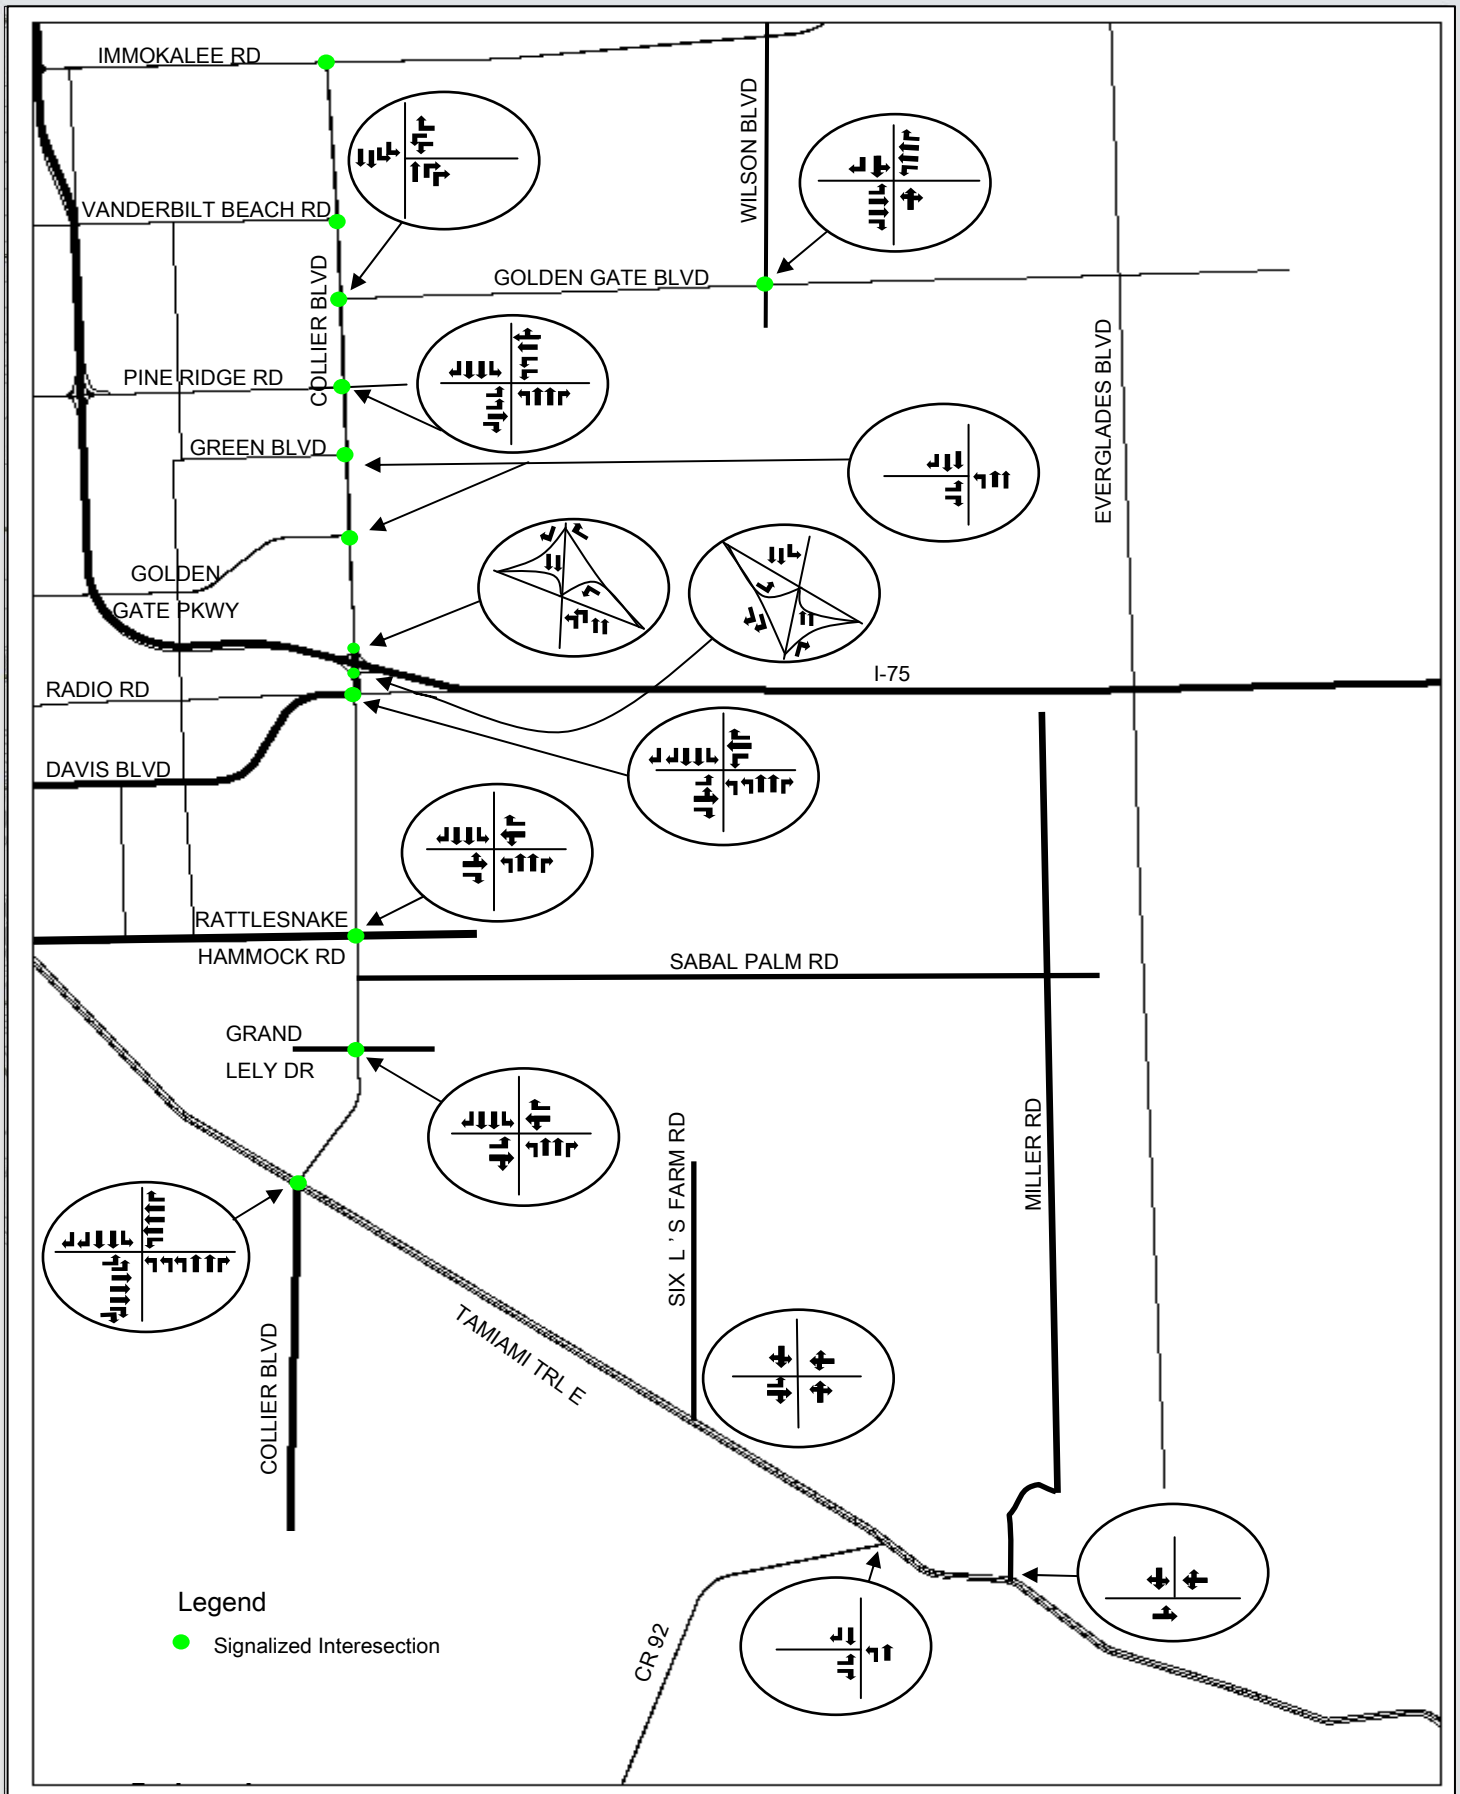 IMMOKALEE RD
WILSON BLVD
VANDERBILT BEACH RD
COLLIER BLVD
GOLDEN GATE BLVD
EVERGLADES BLVD
PINE RIDGE RD
GREEN BLVD
GOLDEN
GATE PKWY
I-75
RADIO RD
DAVIS BLVD
RATTLESNAKE
HAMMOCK RD
SABAL PALM RD
GRAND
LELY DR
MILLER RD
SIX L ' S FARM RD
TAMIAMI TRL E
COLLIER BLVD
CR 92
Legend
Signalized Interesection